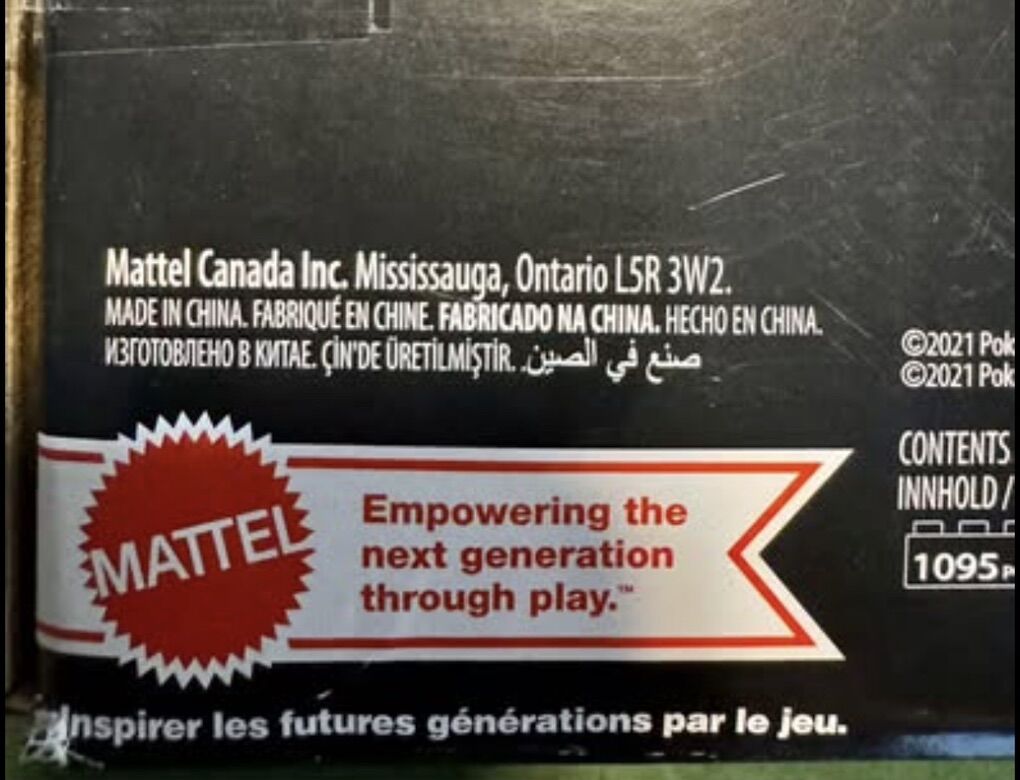 Mattel Canada Inc. Mississauga, Ontario L5R 3W2.
MADE IN CHINA. FABRIQUÉ EN CHINE. FABRICADO NA CHINA. HECHO EN CHINA.
ИЗГОТОВЛЕНО В КИТАЕ. ÇİN'DE ÜRETİLMİŞTİR. صنع في الصين.
©2021 Pok
©2021 Pok
CONTENTS
INNHOLD /
1095
MATTEL
Empowering the
next generation
through play.™
Inspirer les futures générations par le jeu.